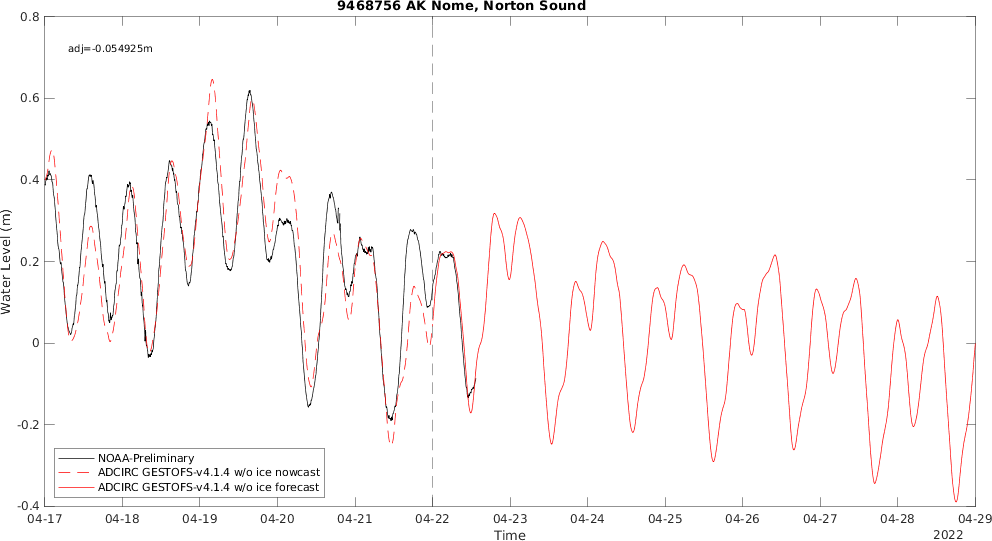 9468756 AK Nome, Norton Sound
adj=-0.054925m
0.8
0.6
0.4
0.2
0
-0.2
-0.4
Water Level (m)
NOAA-Preliminary
ADCIRC GESTOFS-v4.1.4 w/o ice nowcast
ADCIRC GESTOFS-v4.1.4 w/o ice forecast
04-17 04-18 04-19 04-20 04-21 04-22 04-23 04-24 04-25 04-26 04-27 04-28 04-29
Time
2022